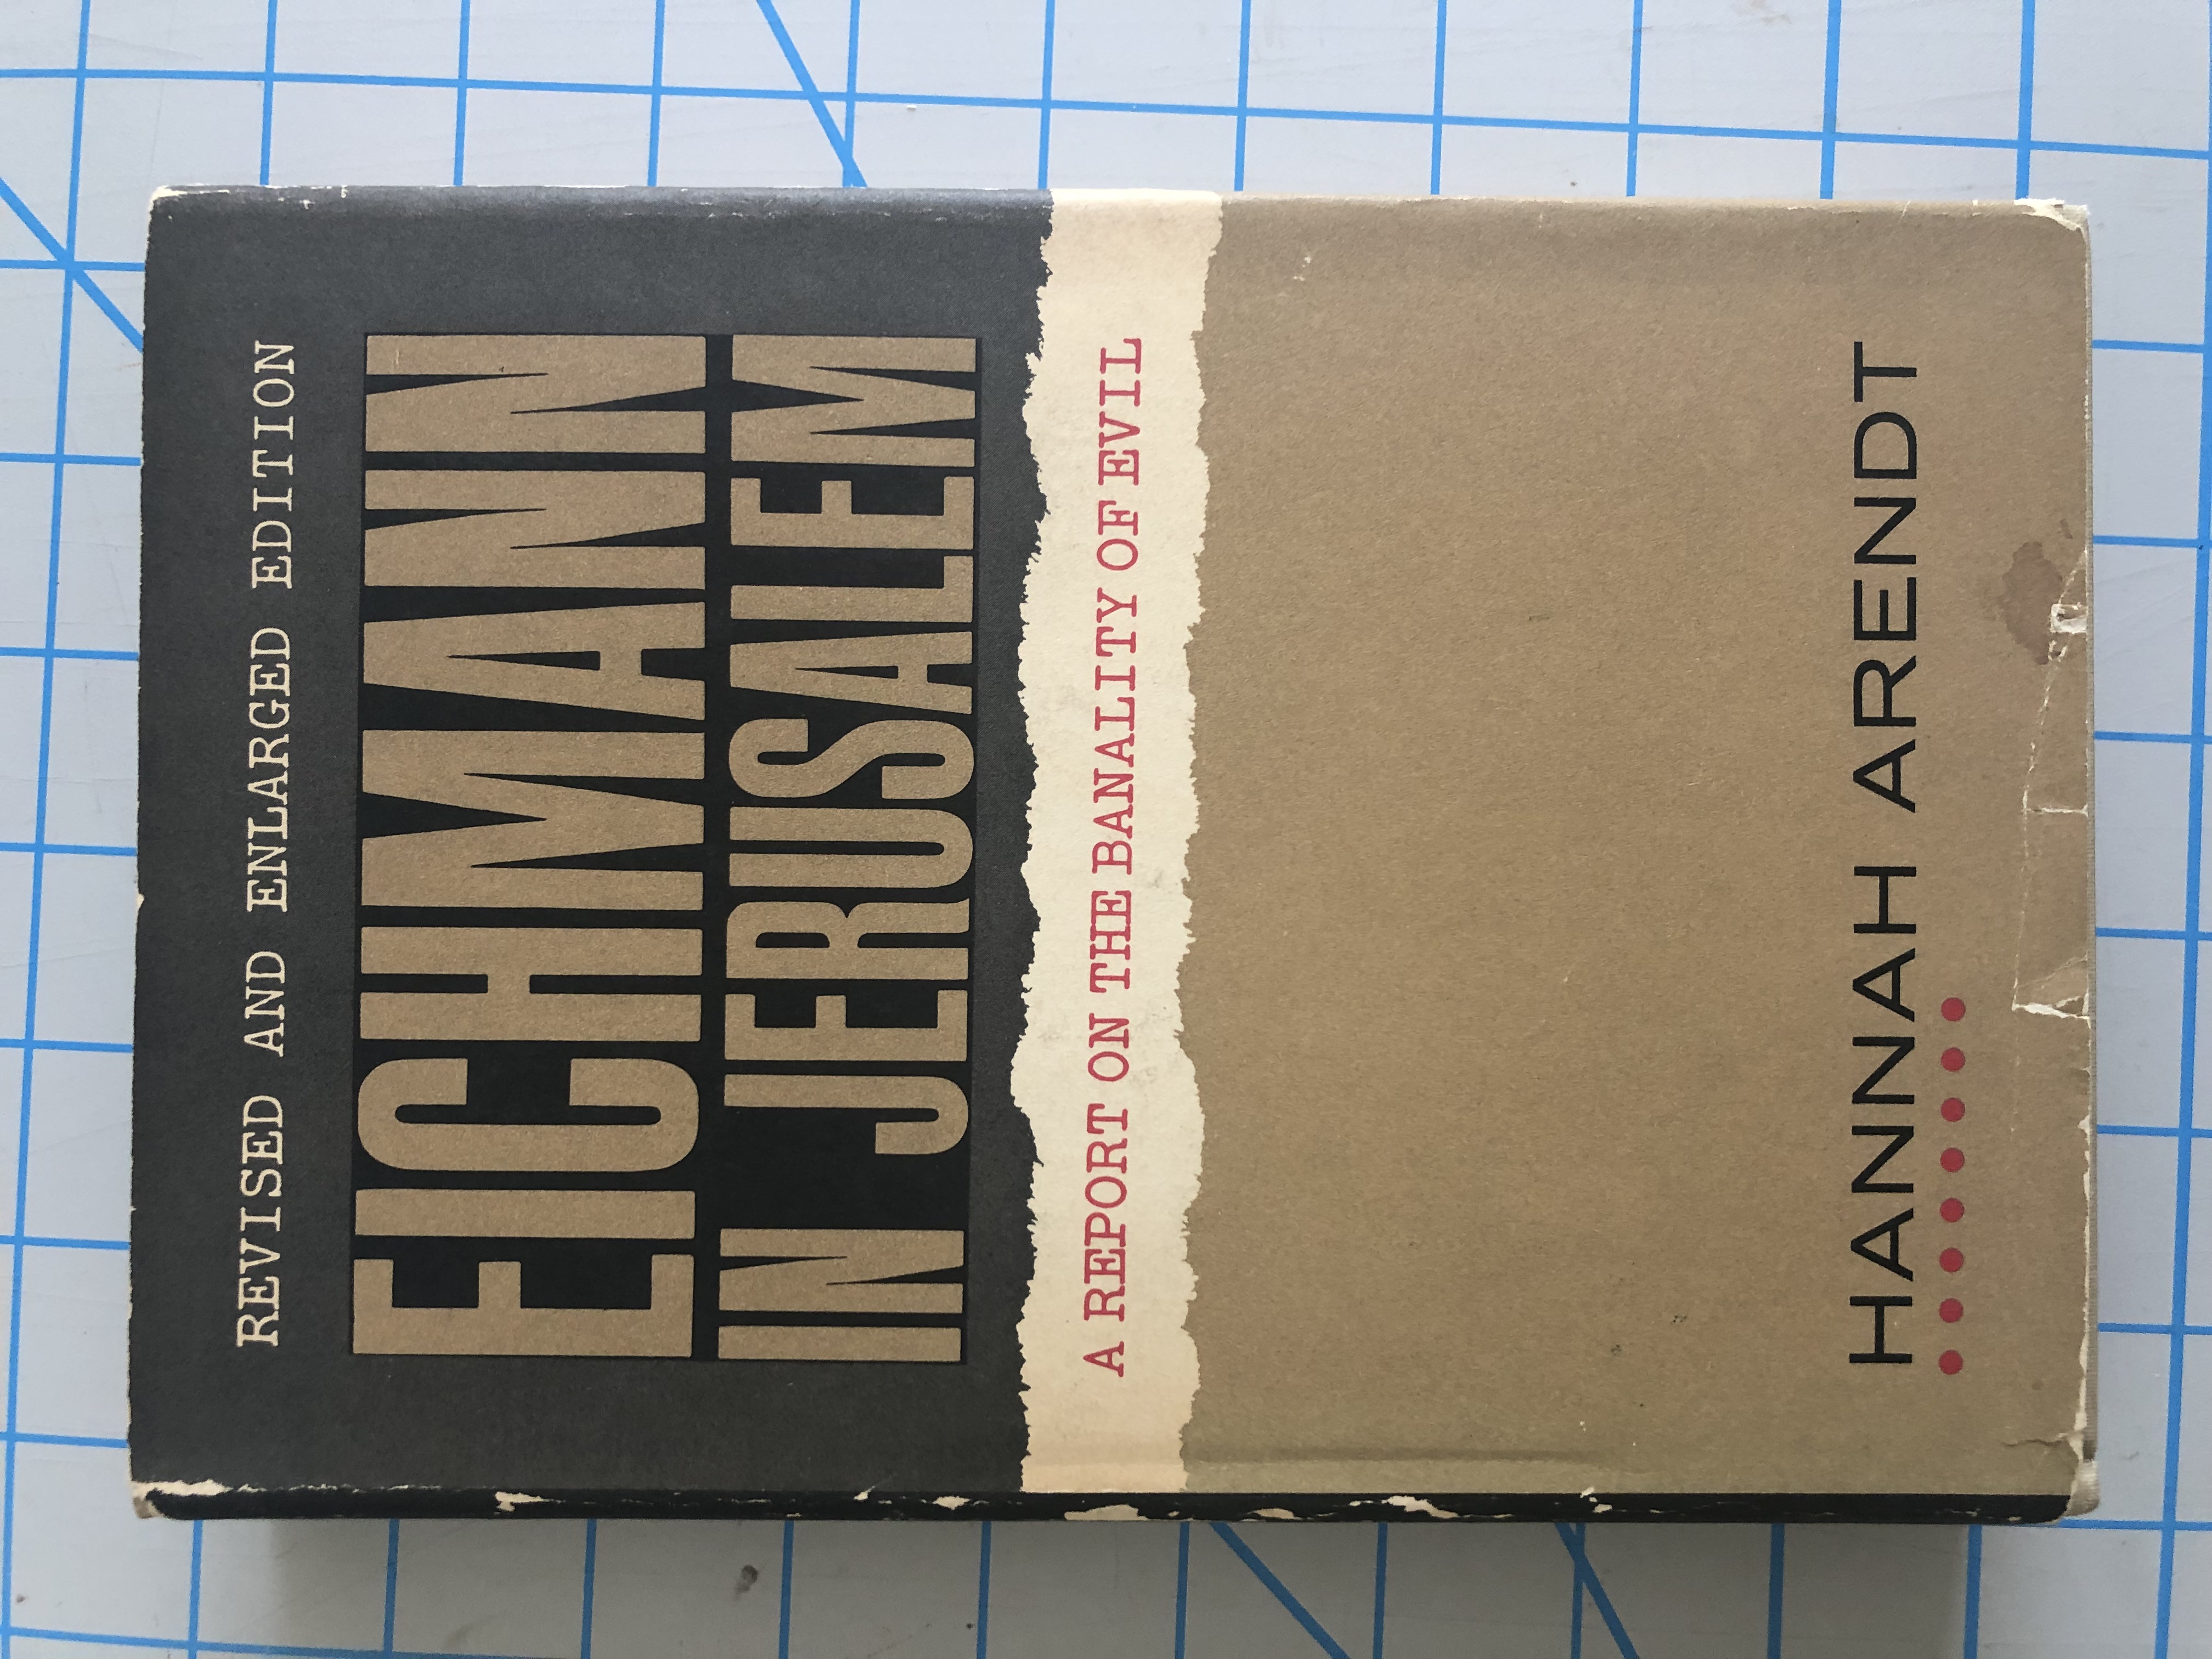 REVISED AND ENLARGED EDITION
EICHMANN
IN JERUSALEM
A REPORT ON THE BANALITY OF EVIL
HANNAH ARENDT